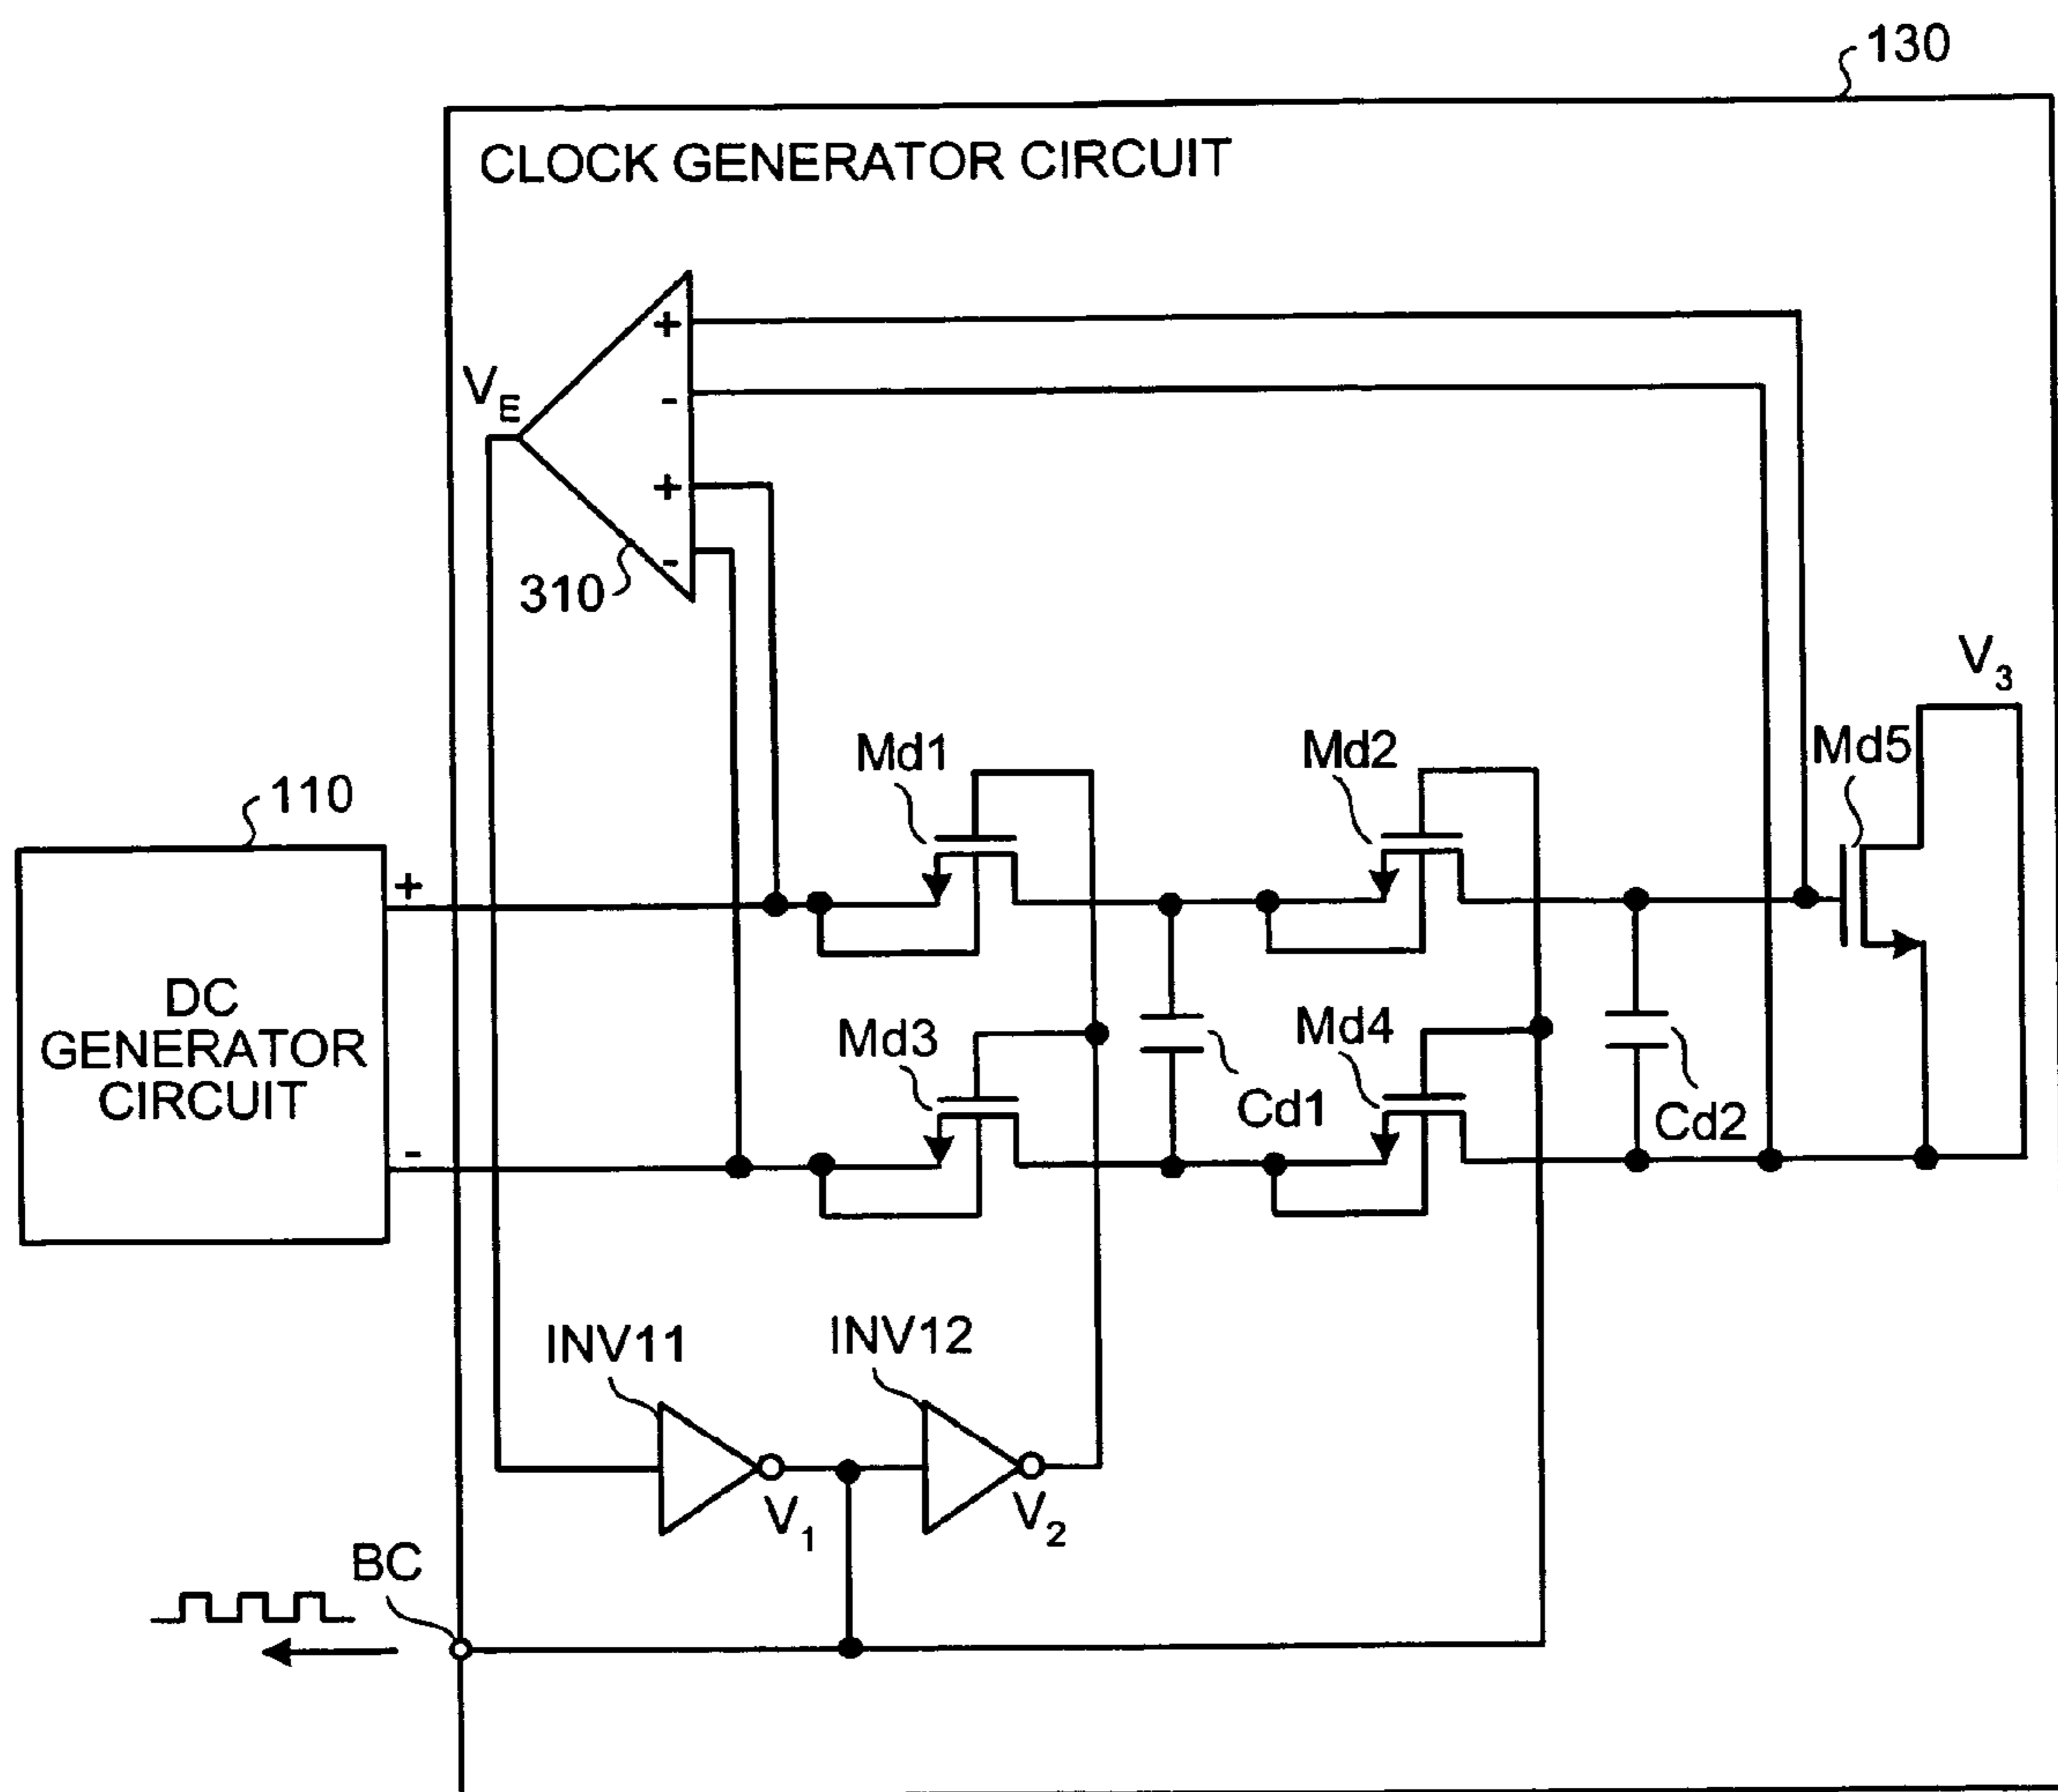 130
CLOCK GENERATOR CIRCUIT
+
-
VE
+
-
310
V3
Md1
Md2
Md5
110
+
DC
GENERATOR
CIRCUIT
-
Md3
Md4
Cd1
Cd2
INV11
INV12
V1
V2
BC